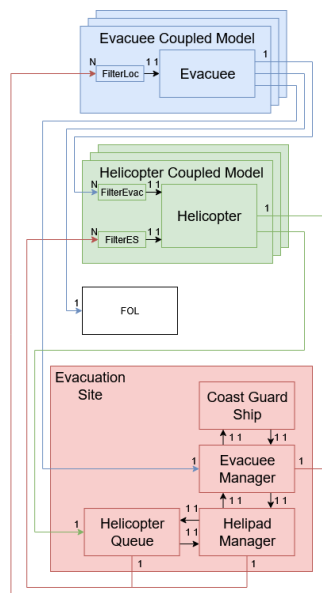 Evacuee Coupled Model
1
N
1 1
FilterLoc
Evacuee
Helicopter Coupled Model
N
1 1
FilterEvac
1
Helicopter
N
1 1
FilterES
1
FOL
Evacuation
Site
Coast Guard
Ship
1 1
1 1
1
Evacuee
Manager
1
1 1
1 1
1
Helicopter
Queue
1 1
1 1
Helipad
Manager
1
1